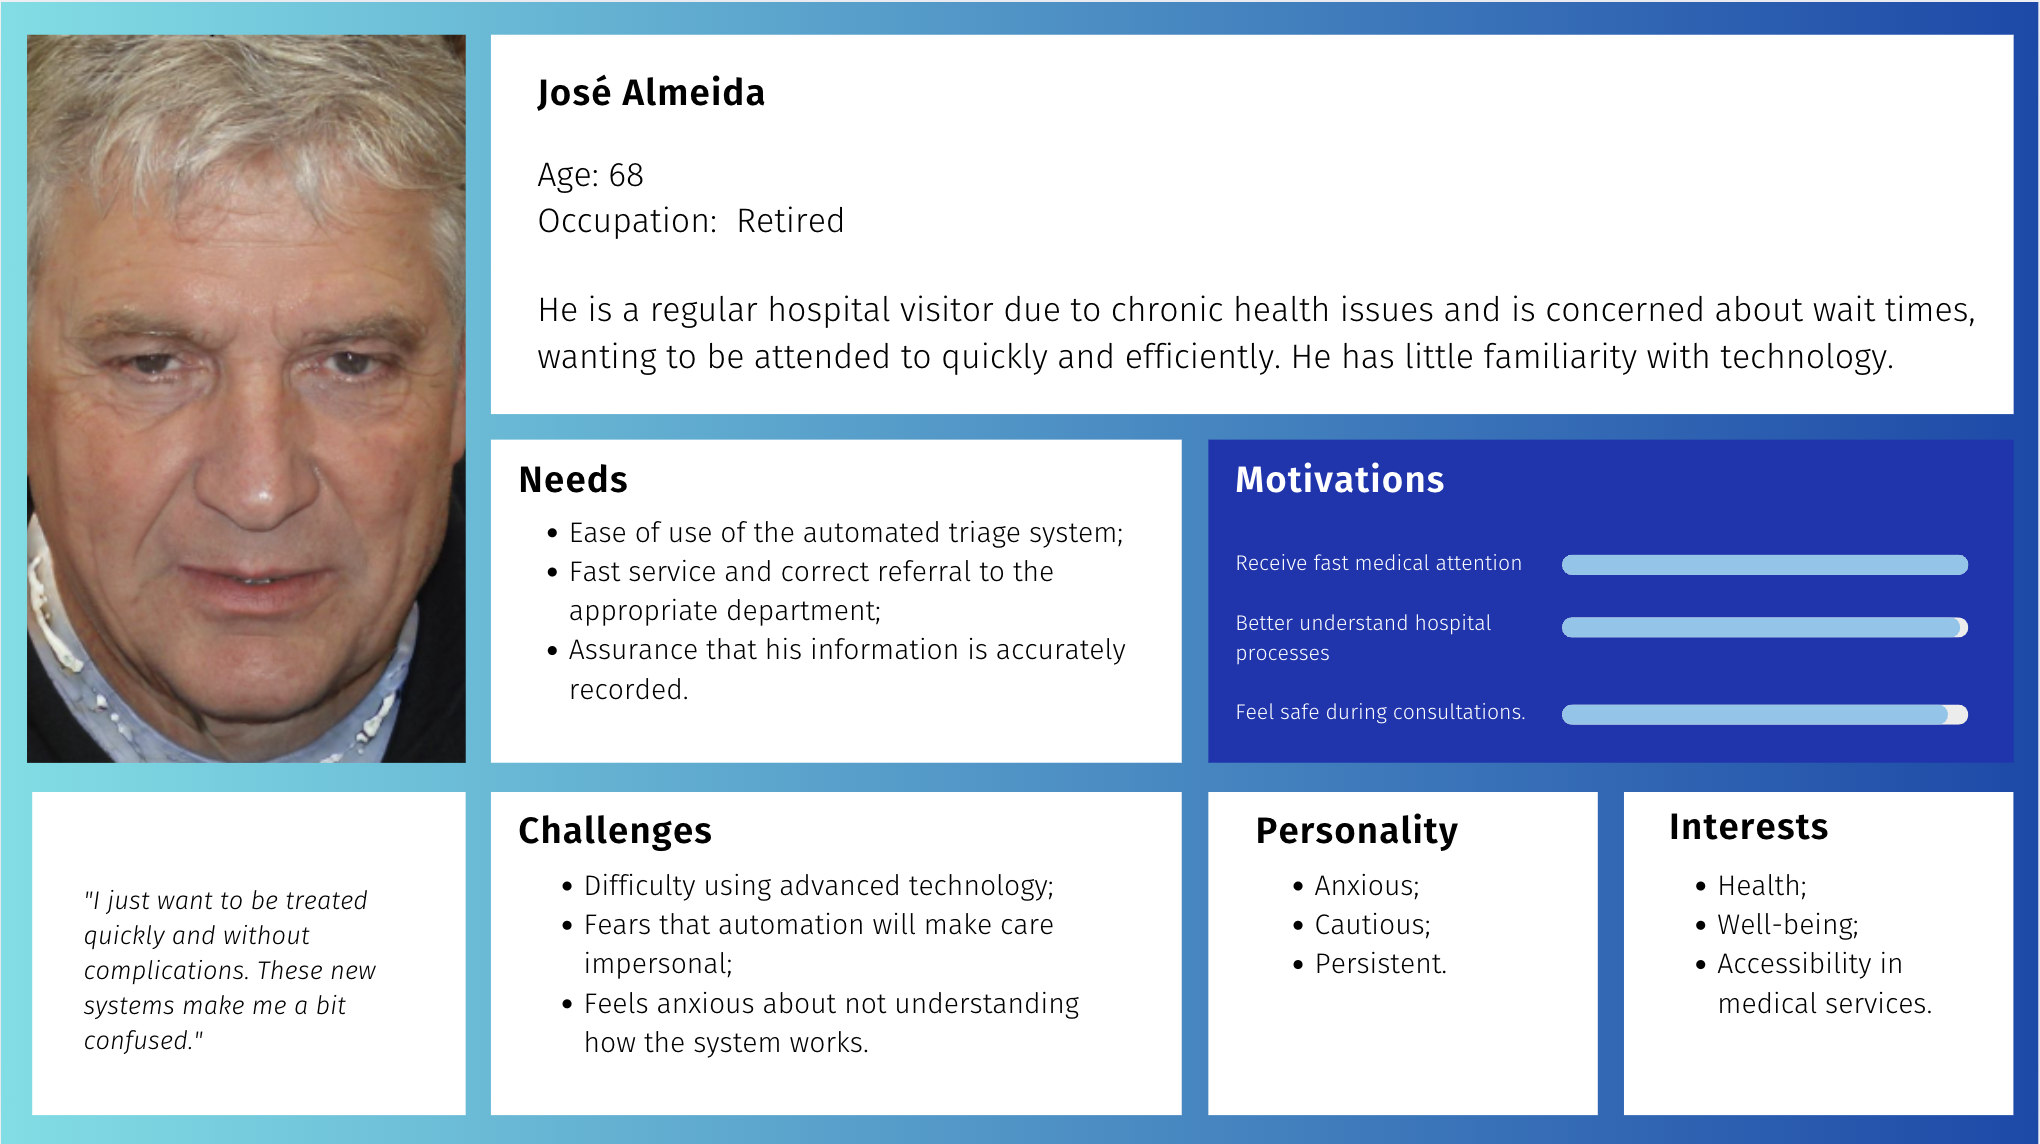 José Almeida
Age: 68
Occupation:  Retired
He is a regular hospital visitor due to chronic health issues and is concerned about wait times,
wanting to be attended to quickly and efficiently. He has little familiarity with technology.
Needs
• Ease of use of the automated triage system;
• Fast service and correct referral to the
appropriate department;
• Assurance that his information is accurately
recorded.
Motivations
Receive fast medical attention
Better understand hospital
processes
Feel safe during consultations.
"I just want to be treated
quickly and without
complications. These new
systems make me a bit
confused."
Challenges
• Difficulty using advanced technology;
• Fears that automation will make care
impersonal;
• Feels anxious about not understanding
how the system works.
Personality
• Anxious;
• Cautious;
• Persistent.
Interests
• Health;
• Well-being;
• Accessibility in
medical services.